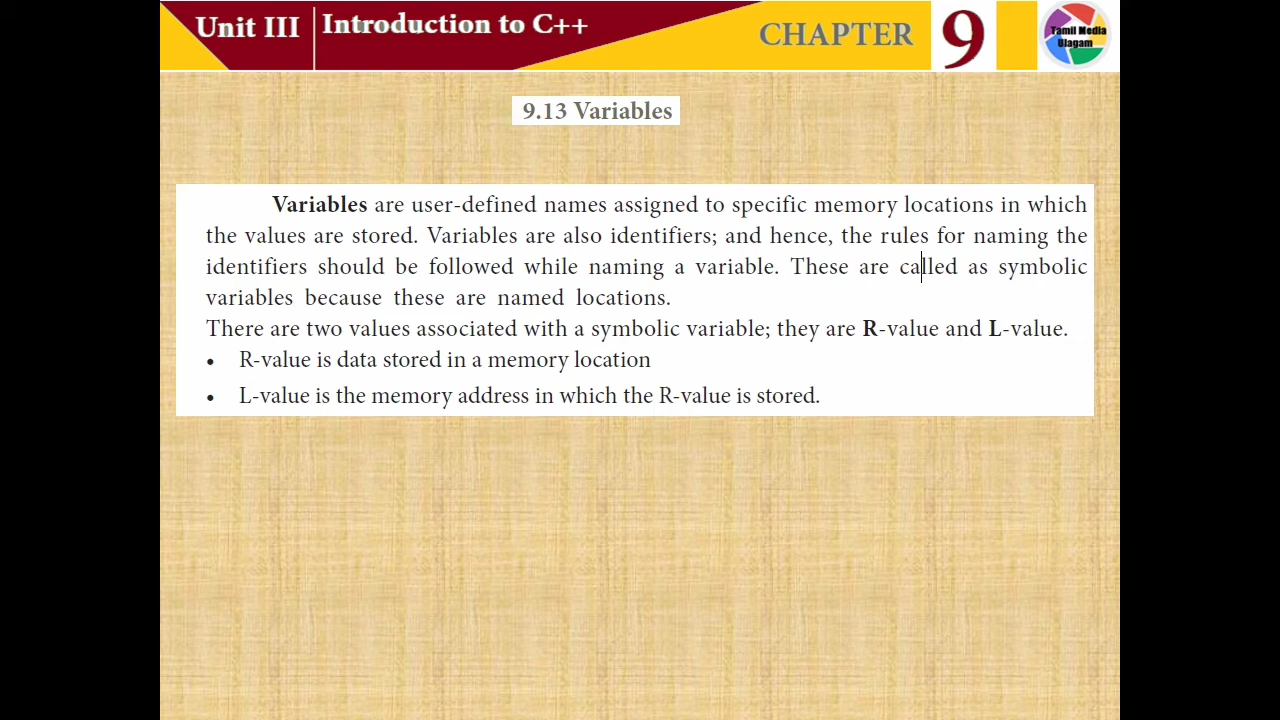 Unit III
Introduction to C++
CHAPTER
9
Tamil Media
Ulagam
9.13 Variables
Variables are user-defined names assigned to specific memory locations in which
the values are stored. Variables are also identifiers; and hence, the rules for naming the
identifiers should be followed while naming a variable. These are called as symbolic
variables because these are named locations.
There are two values associated with a symbolic variable; they are R-value and L-value.
• R-value is data stored in a memory location
• L-value is the memory address in which the R-value is stored.